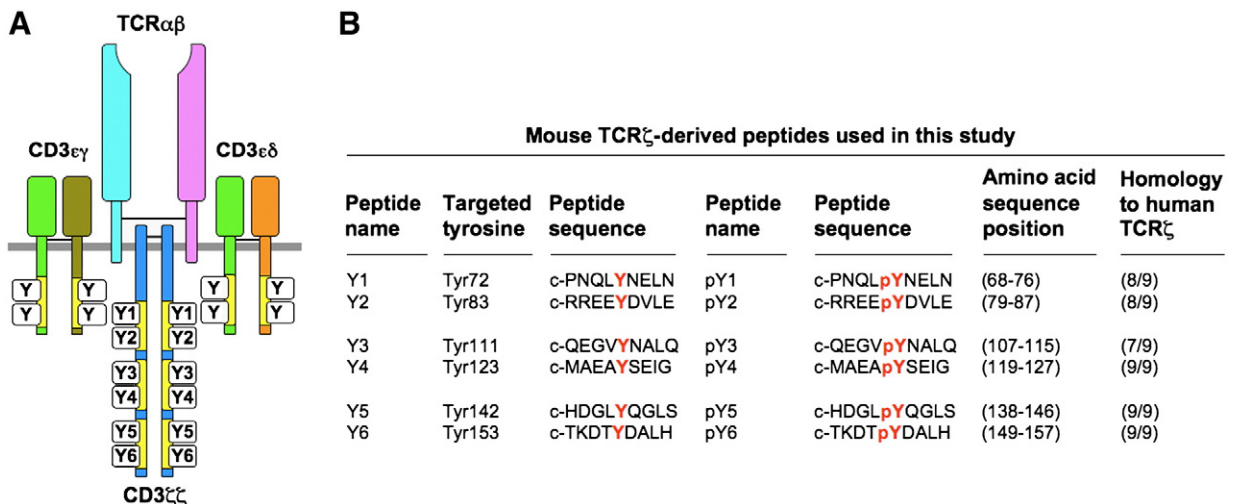 A
TCRαβ
CD3εγ
CD3εδ
Y Y Y Y
Y Y Y Y
Y1 Y1
Y2 Y2
Y3 Y3
Y4 Y4
Y5 Y5
Y6 Y6
CD3ζζ
B
Mouse TCRζ-derived peptides used in this study
Peptide name Targeted tyrosine Peptide sequence Peptide name Peptide sequence Amino acid sequence position Homology to human TCRζ
Y1 Tyr72 c-PNQLYNELN pY1 c-PNQLpYNELN (68-76) (8/9)
Y2 Tyr83 c-RREEYDVLE pY2 c-RREEpYDVLE (79-87) (8/9)
Y3 Tyr111 c-QEGVYNALQ pY3 c-QEGVpYNALQ (107-115) (7/9)
Y4 Tyr123 c-MAEAYSEIG pY4 c-MAEApYSEIG (119-127) (9/9)
Y5 Tyr142 c-HDGLYQGLS pY5 c-HDGLpYQGLS (138-146) (9/9)
Y6 Tyr153 c-TKDTYDALH pY6 c-TKDTpYDALH (149-157) (9/9)